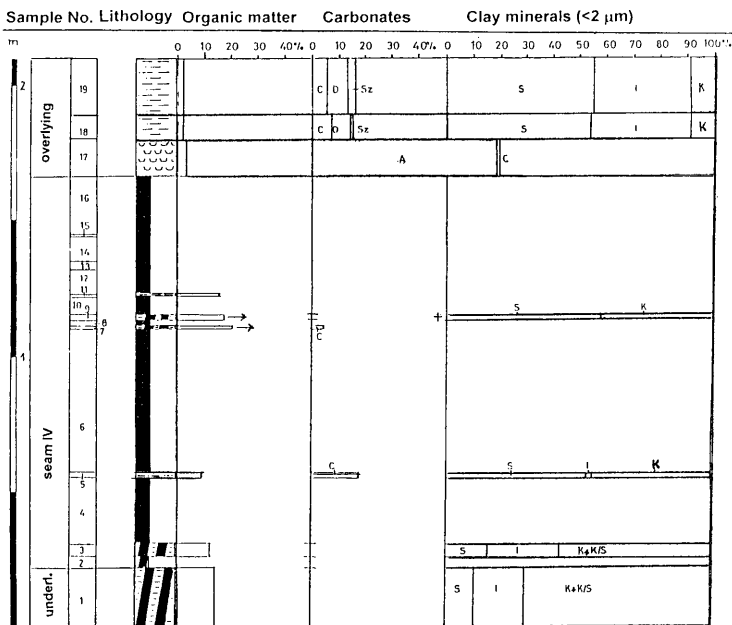 Sample No. Lithology Organic matter Carbonates Clay minerals (<2 μm)
m 0 10 20 30 40% 0 10 20 30 40% 0 10 20 30 40 50 60 70 80 90 100%
2 19 C D Sz S I K
overlying
18 C D Sz S I K
17 A C
16
15
14
13
12
11
10 9 S K
8
7 C
1
6
seam IV
C S I K
5
4
3 S I K+K/S
2
underl.
1 S I K+K/S